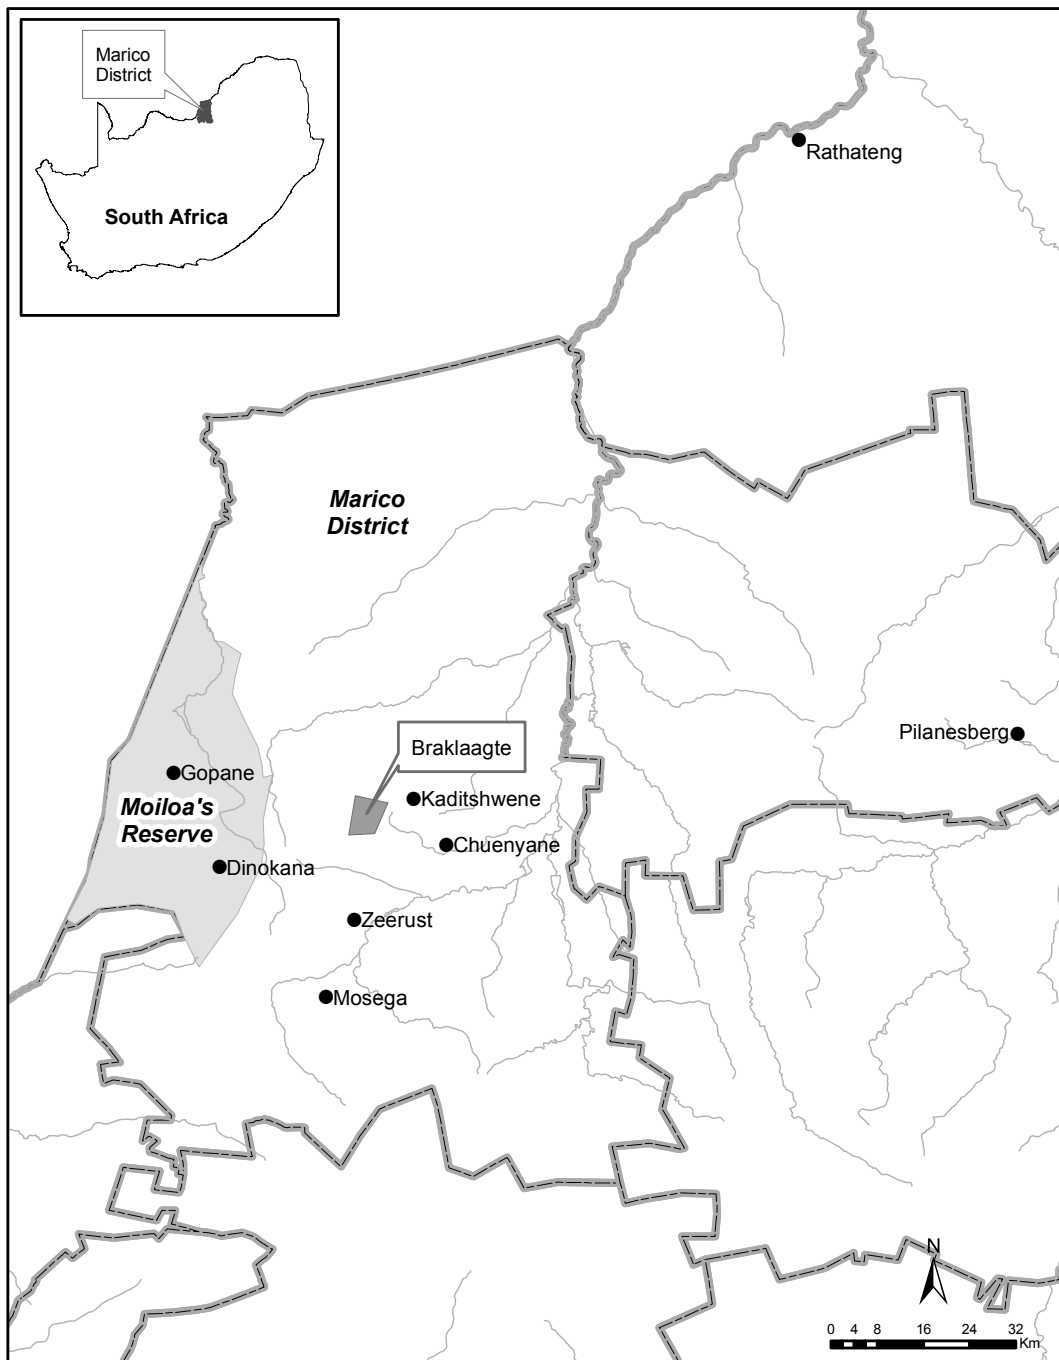 Marico
District
South Africa
Rathateng
Marico
District
Braklaagte
Pilanesberg
Gopane
Kaditshwene
Moiloa's
Reserve
Chuenyane
Dinokana
Zeerust
Mosega
N
0 4 8 16 24 32
Km